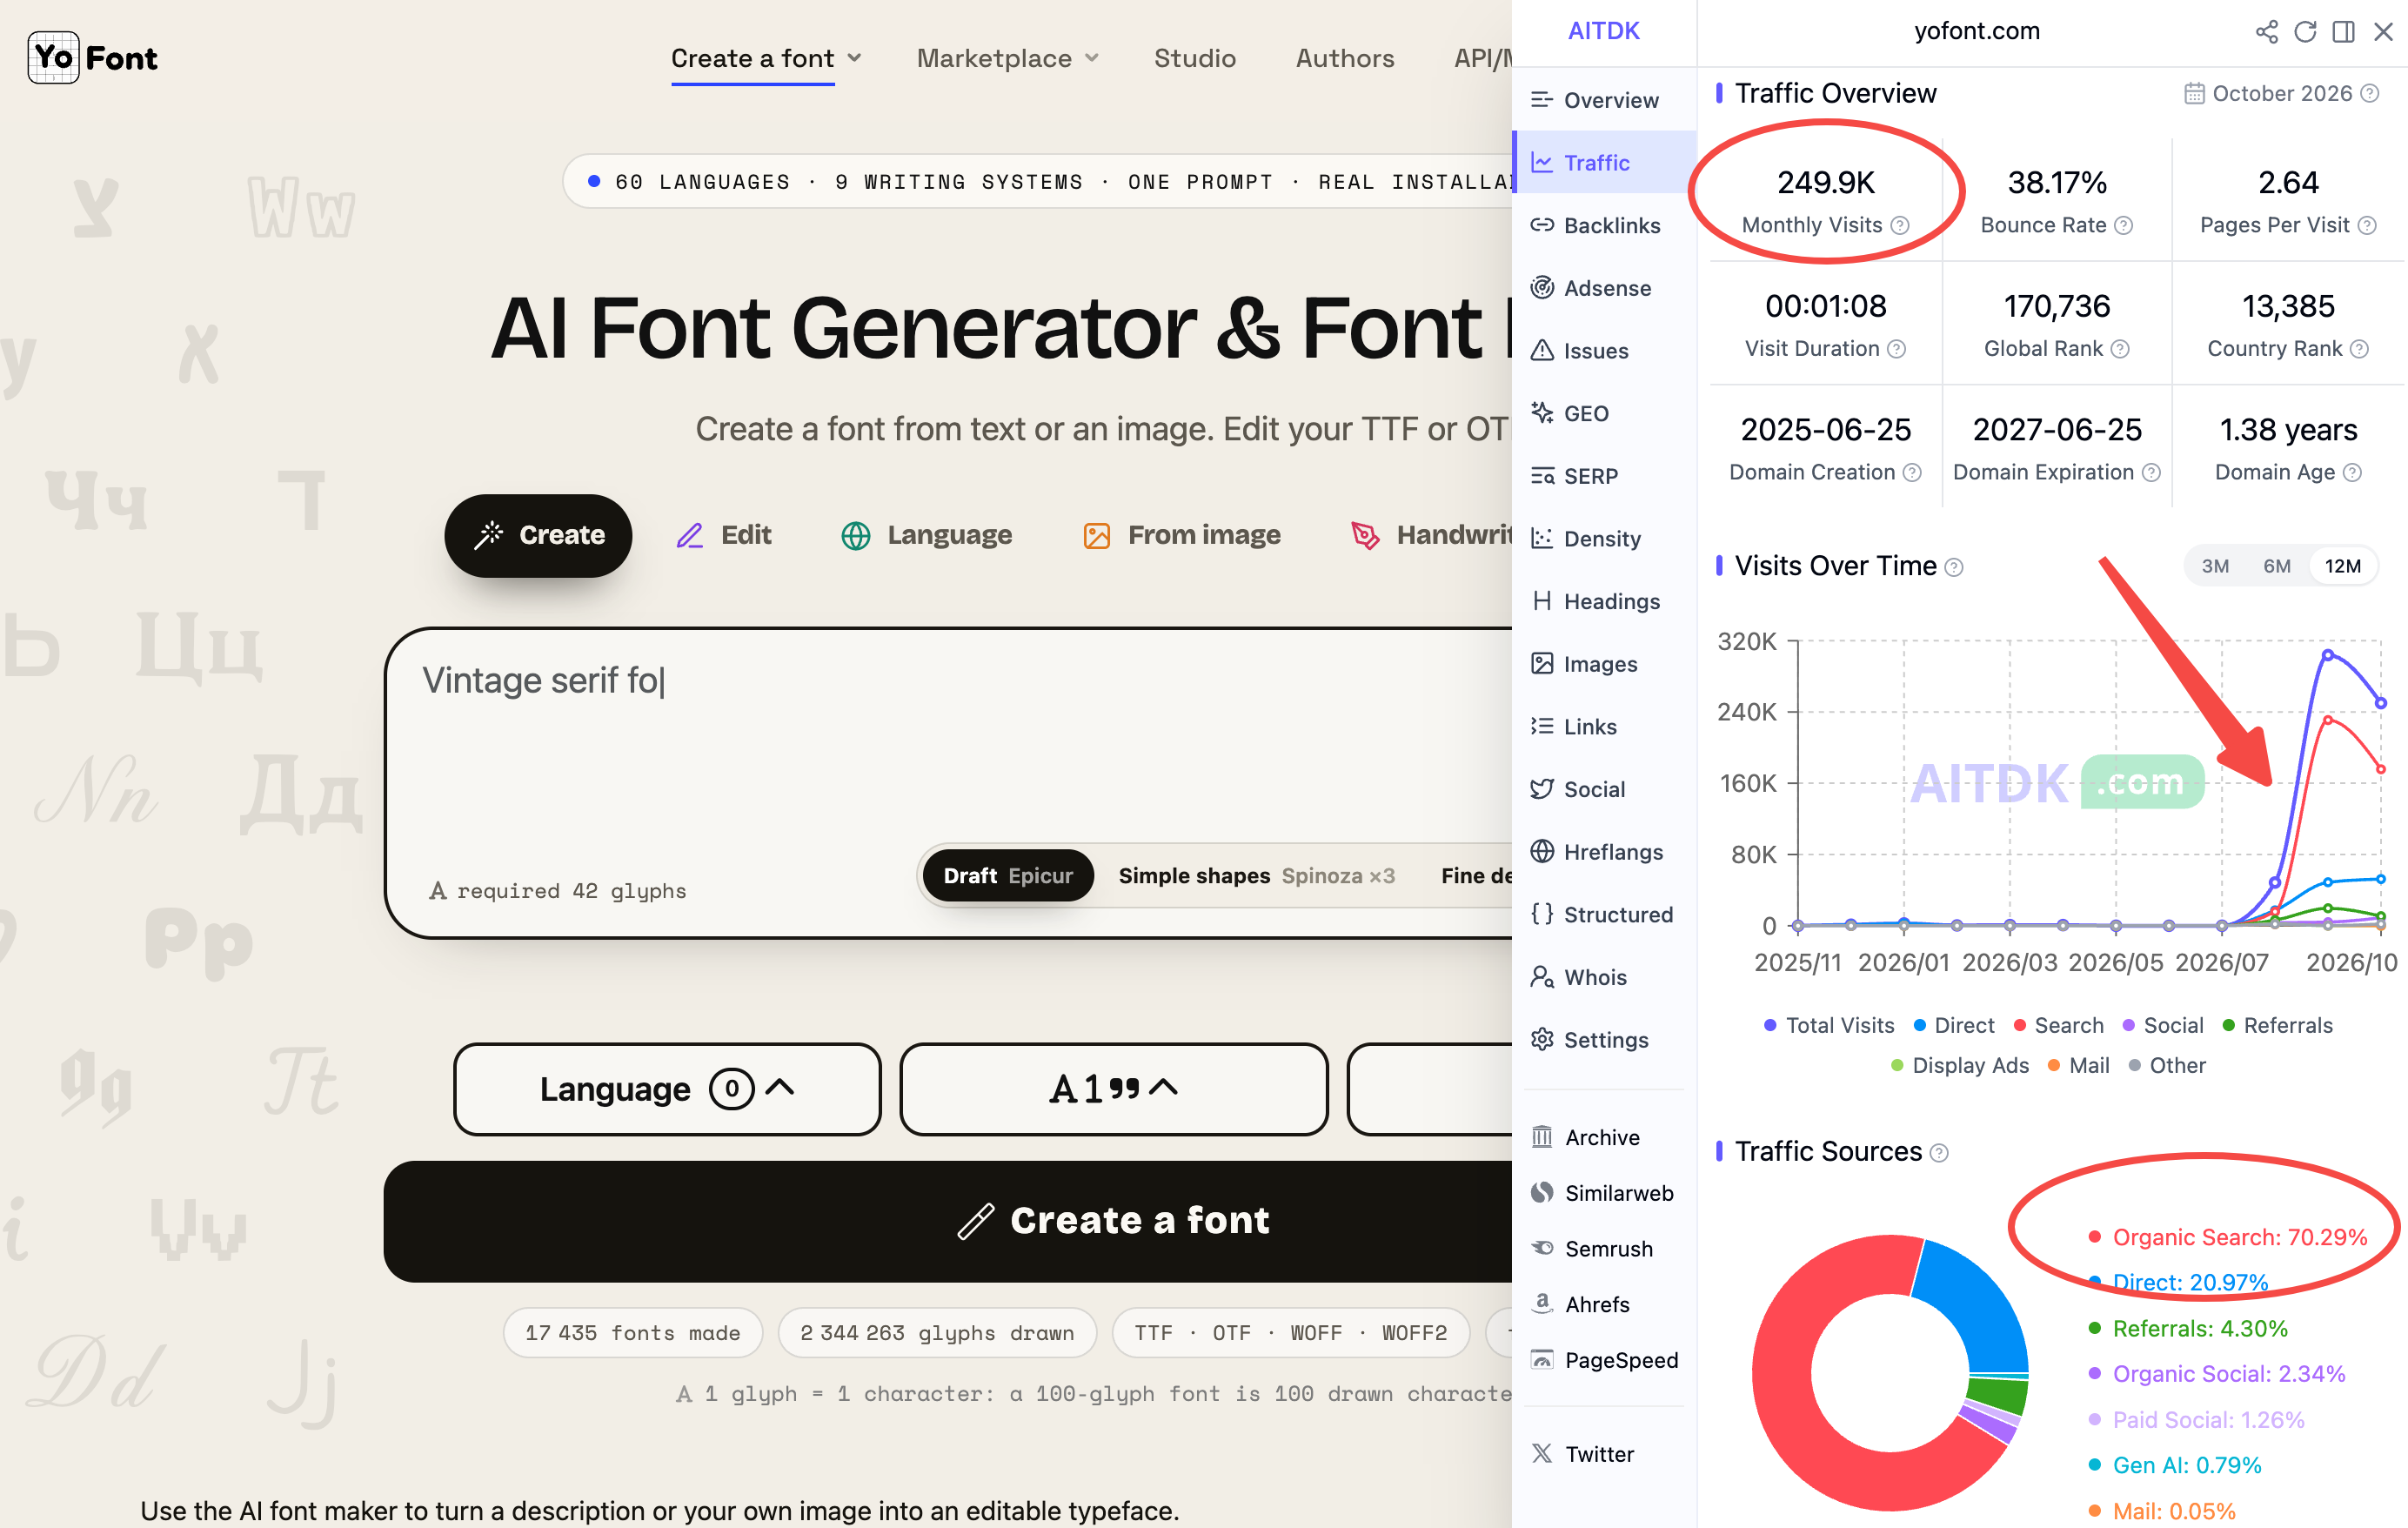 Yo Font
Create a font
Marketplace
Studio
Authors
API/
60 LANGUAGES · 9 WRITING SYSTEMS · ONE PROMPT · REAL
AI Font Generator & Font
Create a font from text or an image. Edit your TTF or
Create
Edit
Language
From image
Vintage serif fo|
A required 42 glyphs
Draft Epicur
Simple shapes Spinoza ×3
Fine
Language 0
A 1 ❞
Create a font
17 435 fonts made
2 344 263 glyphs drawn
TTF · OTF · WOFF · WOFF2
A 1 glyph = 1 character: a 100-glyph font is 100 drawn
Use the AI font maker to turn a description or your own image into an editable typeface.
Ww
У
Х
Чч
Т
Ь
Цц
Nn
Дд
Pp
gg
Tt
i
Vv
Dd
Jj
AITDK
yofont.com
Overview
Traffic
Backlinks
Adsense
Issues
GEO
SERP
Density
Headings
Images
Links
Social
Hreflangs
Structured
Whois
Settings
Archive
Similarweb
Semrush
Ahrefs
PageSpeed
Twitter
Traffic Overview
October 2026
249.9K
Monthly Visits
38.17%
Bounce Rate
2.64
Pages Per Visit
00:01:08
Visit Duration
170,736
Global Rank
13,385
Country Rank
2025-06-25
Domain Creation
2027-06-25
Domain Expiration
1.38 years
Domain Age
Visits Over Time
3M 6M 12M
320K
240K
160K
80K
0
AITDK .com
2025/11 2026/01 2026/03 2026/05 2026/07 2026/10
Total Visits Direct Search Social Referrals
Display Ads Mail Other
Traffic Sources
Organic Search: 70.29%
Direct: 20.97%
Referrals: 4.30%
Organic Social: 2.34%
Paid Social: 1.26%
Gen AI: 0.79%
Mail: 0.05%